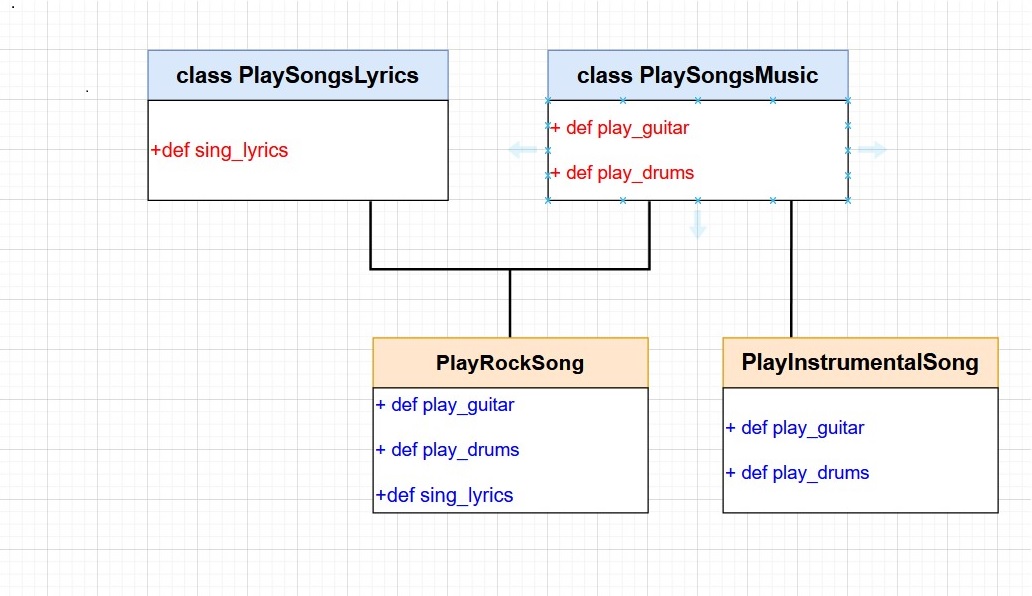 class PlaySongsLyrics
+def sing_lyrics
class PlaySongsMusic
+ def play_guitar
+ def play_drums
PlayRockSong
+ def play_guitar
+ def play_drums
+def sing_lyrics
PlayInstrumentalSong
+ def play_guitar
+ def play_drums